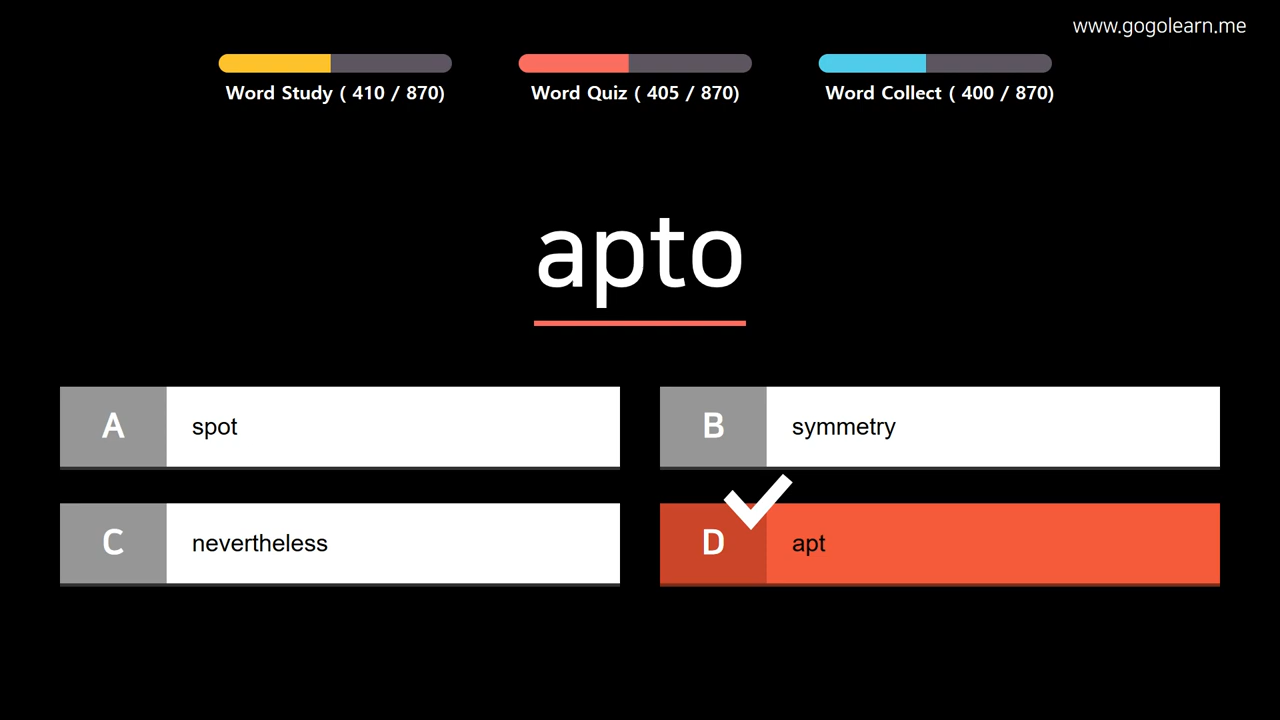 www.gogolearn.me
Word Study ( 410 / 870)
Word Quiz ( 405 / 870)
Word Collect ( 400 / 870)
apto
A spot
B symmetry
C nevertheless
D apt